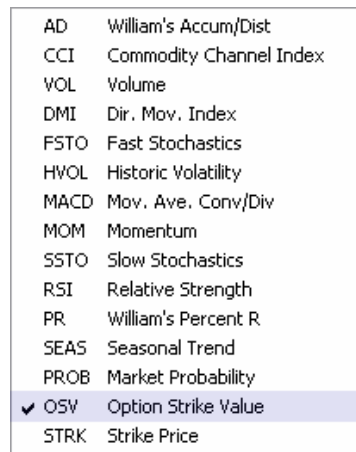 AD William's Accum/Dist
CCI Commodity Channel Index
VOL Volume
DMI Dir. Mov. Index
FSTO Fast Stochastics
HVOL Historic Volatility
MACD Mov. Ave. Conv/Div
MOM Momentum
SSTO Slow Stochastics
RSI Relative Strength
PR William's Percent R
SEAS Seasonal Trend
PROB Market Probability
✓ OSV Option Strike Value
STRK Strike Price